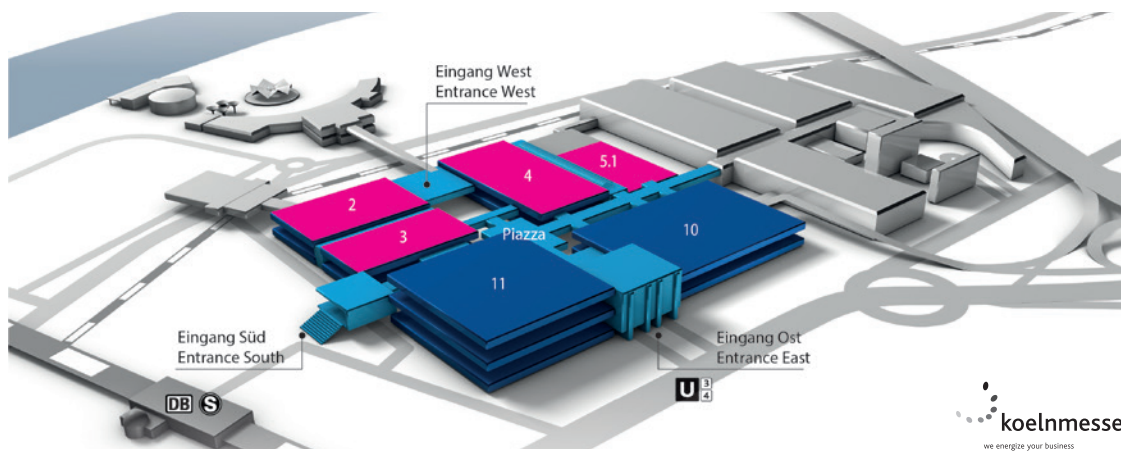 Eingang West
Entrance West
5.1
4
2
3
Piazza
10
11
Eingang Süd
Entrance South
Eingang Ost
Entrance East
U 3
4
DB S
koelnmesse
we energize your business